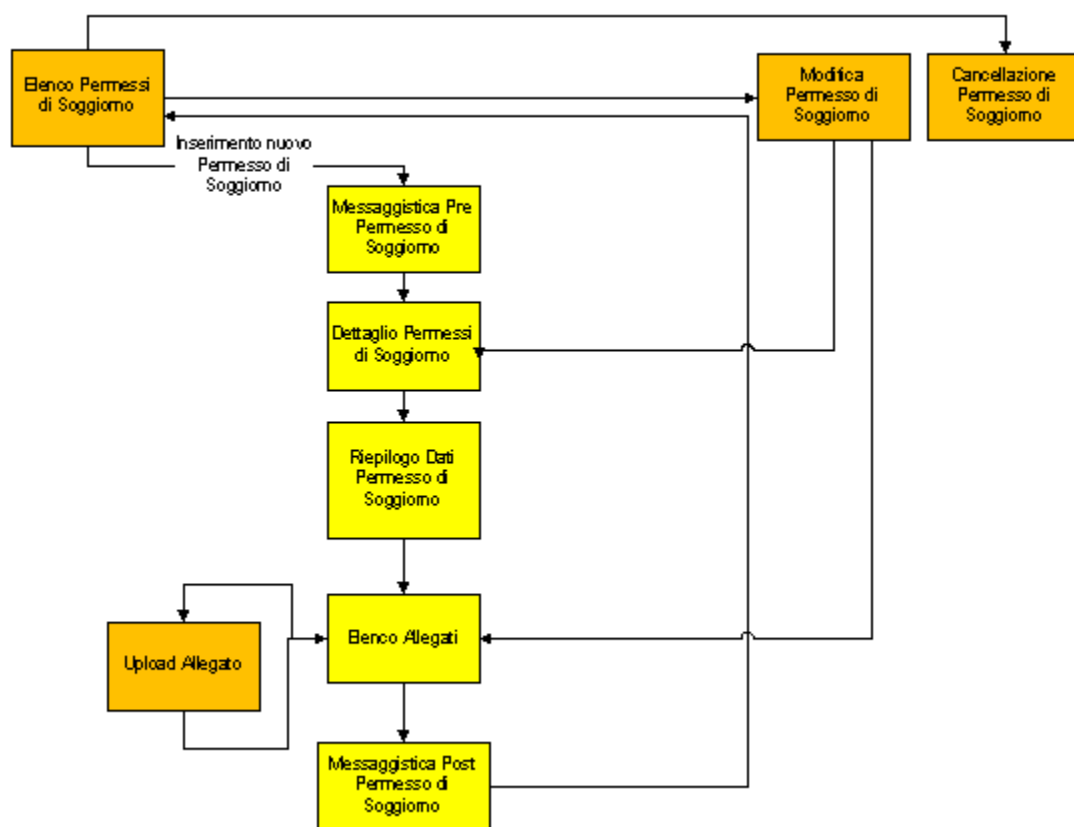 Elenco Permessi
di Soggiorno
Modifica
Permesso di
Soggiorno
Cancellazione
Permesso di
Soggiorno
Inserimento nuovo
Permesso di
Soggiorno
Messaggistica Pre
Permesso di
Soggiorno
Dettaglio Permessi
di Soggiorno
Riepilogo Dati
Permesso di
Soggiorno
Elenco Allegati
Upload Allegato
Messaggistica Post
Permesso di
Soggiorno